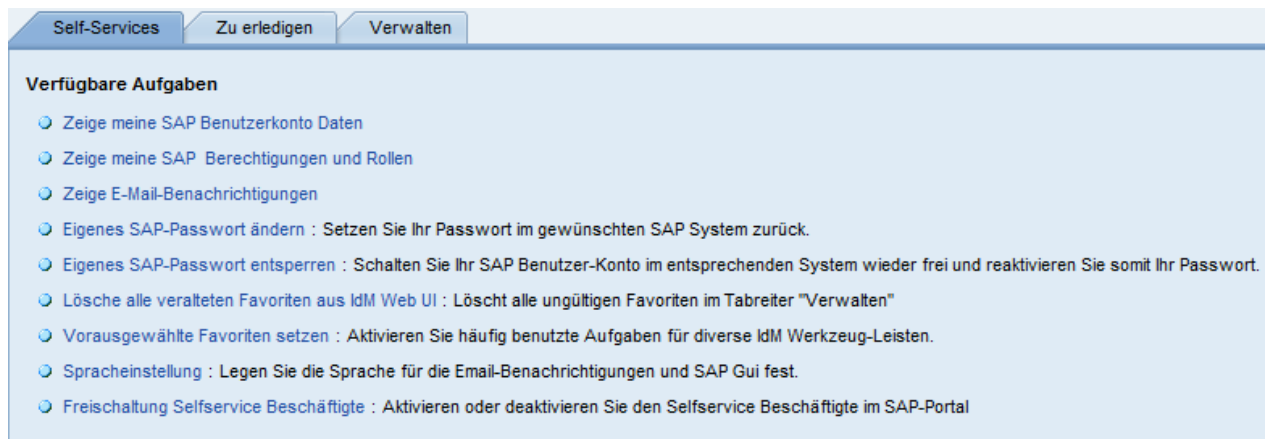 Self-Services Zu erledigen Verwalten
Verfügbare Aufgaben
Zeige meine SAP Benutzerkonto Daten
Zeige meine SAP Berechtigungen und Rollen
Zeige E-Mail-Benachrichtigungen
Eigenes SAP-Passwort ändern : Setzen Sie Ihr Passwort im gewünschten SAP System zurück.
Eigenes SAP-Passwort entsperren : Schalten Sie Ihr SAP Benutzer-Konto im entsprechenden System wieder frei und reaktivieren Sie somit Ihr Passwort.
Lösche alle veralteten Favoriten aus IdM Web UI : Löscht alle ungültigen Favoriten im Tabreiter "Verwalten"
Vorausgewählte Favoriten setzen : Aktivieren Sie häufig benutzte Aufgaben für diverse IdM Werkzeug-Leisten.
Spracheinstellung : Legen Sie die Sprache für die Email-Benachrichtigungen und SAP Gui fest.
Freischaltung Selfservice Beschäftigte : Aktivieren oder deaktivieren Sie den Selfservice Beschäftigte im SAP-Portal